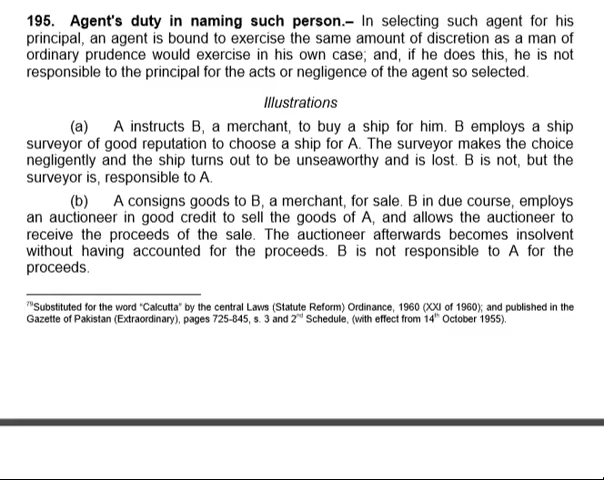 195. Agent's duty in naming such person.– In selecting such agent for his
principal, an agent is bound to exercise the same amount of discretion as a man of
ordinary prudence would exercise in his own case; and, if he does this, he is not
responsible to the principal for the acts or negligence of the agent so selected.
Illustrations
(a) A instructs B, a merchant, to buy a ship for him. B employs a ship
surveyor of good reputation to choose a ship for A. The surveyor makes the choice
negligently and the ship turns out to be unseaworthy and is lost. B is not, but the
surveyor is, responsible to A.
(b) A consigns goods to B, a merchant, for sale. B in due course, employs
an auctioneer in good credit to sell the goods of A, and allows the auctioneer to
receive the proceeds of the sale. The auctioneer afterwards becomes insolvent
without having accounted for the proceeds. B is not responsible to A for the
proceeds.
79Substituted for the word "Calcutta" by the central Laws (Statute Reform) Ordinance, 1960 (XXI of 1960); and published in the
Gazette of Pakistan (Extraordinary), pages 725-845, s. 3 and 2nd Schedule, (with effect from 14th October 1955).